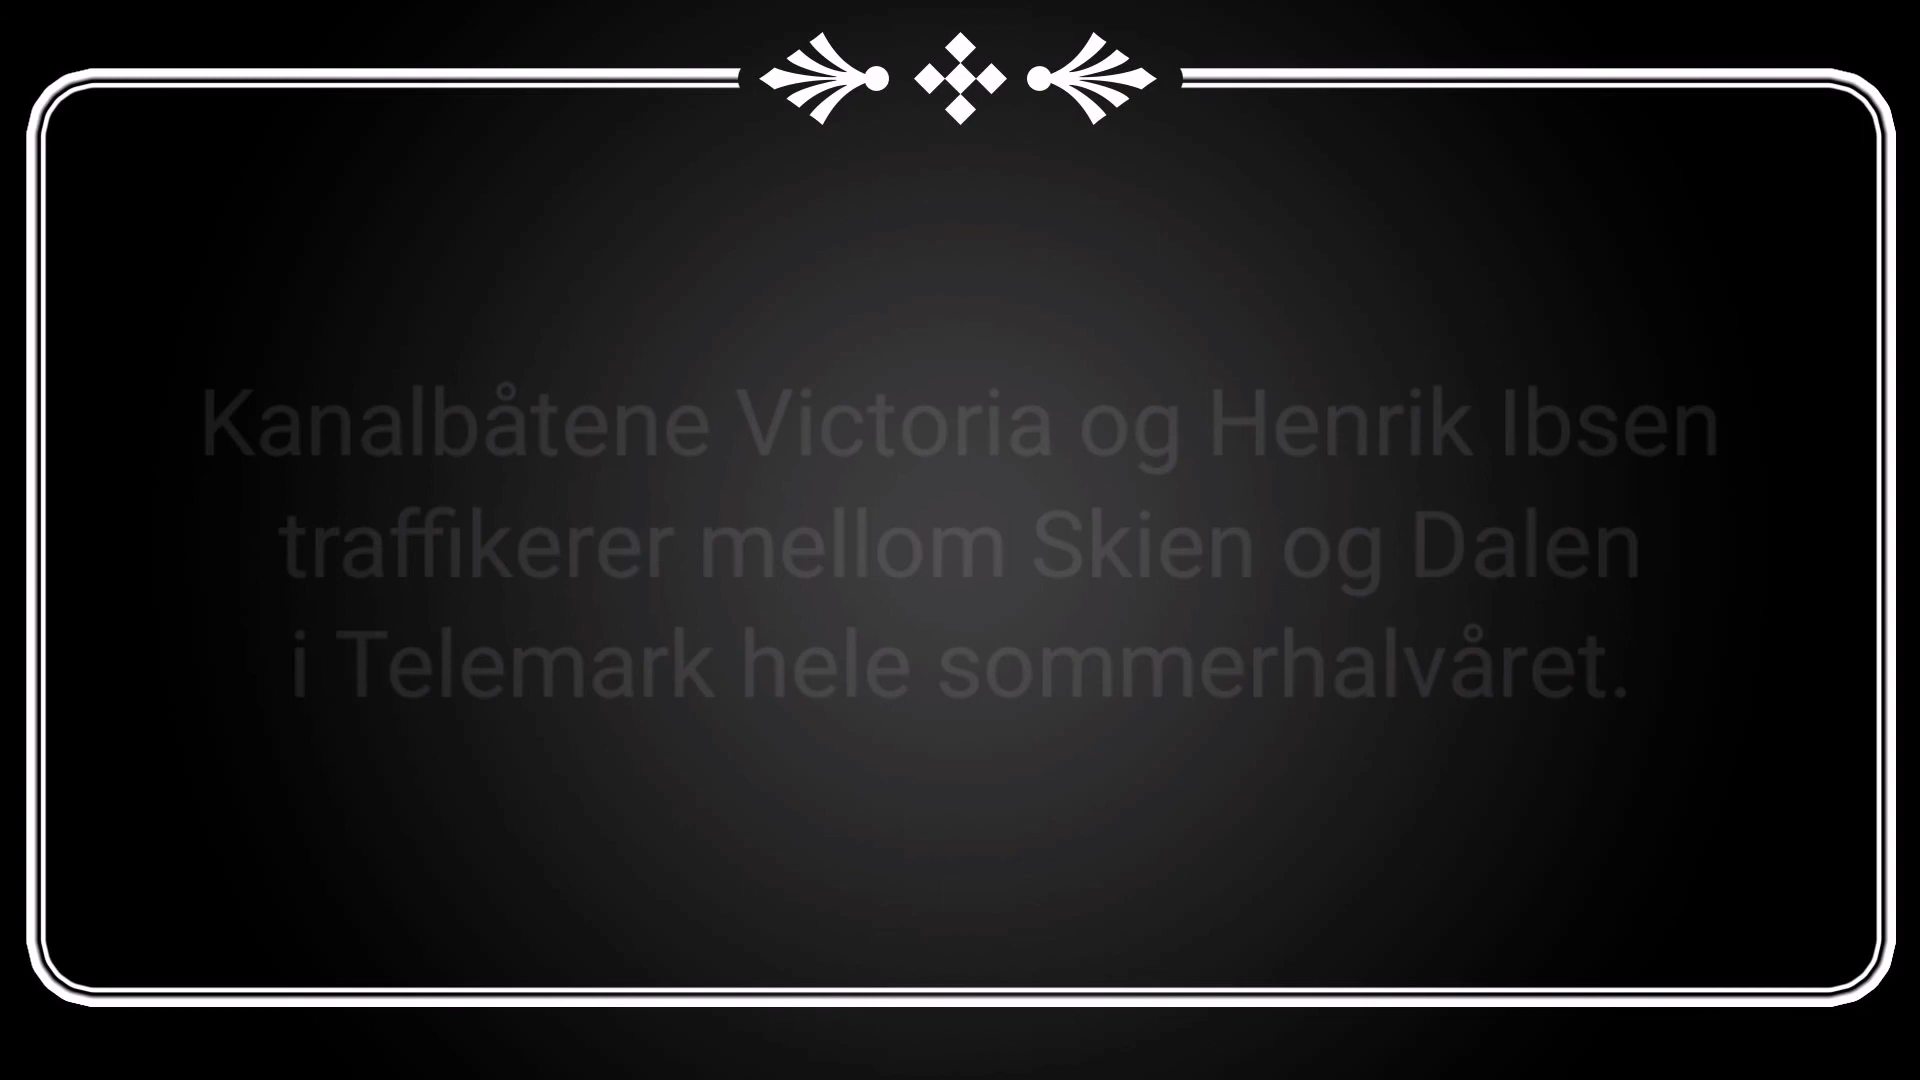 Kanalbåtene Victoria og Henrik Ibsen
traffikerer mellom Skien og Dalen
i Telemark hele sommerhalvåret.